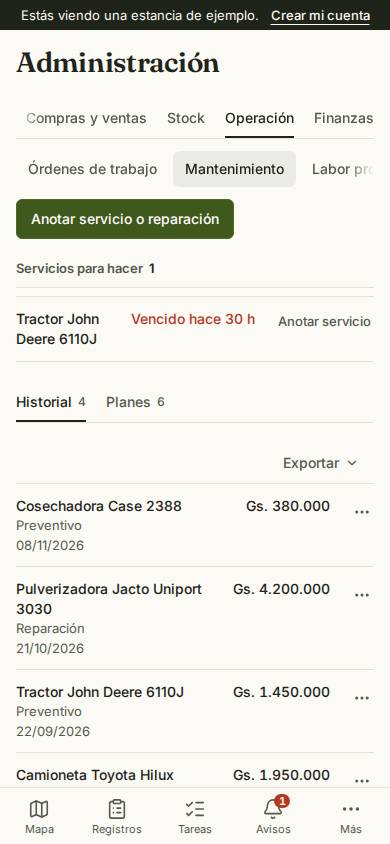 Estás viendo una estancia de ejemplo. Crear mi cuenta
Administración
Compras y ventas Stock Operación Finanzas
Órdenes de trabajo Mantenimiento Labor pro
Anotar servicio o reparación
Servicios para hacer 1
Tractor John Deere 6110J Vencido hace 30 h Anotar servicio
Historial 4 Planes 6
Exportar
Cosechadora Case 2388 Gs. 380.000
Preventivo
08/11/2026
Pulverizadora Jacto Uniport 3030 Gs. 4.200.000
Reparación
21/10/2026
Tractor John Deere 6110J Gs. 1.450.000
Preventivo
22/09/2026
Camioneta Toyota Hilux Gs. 1.950.000
1
Mapa Registros Tareas Avisos Más